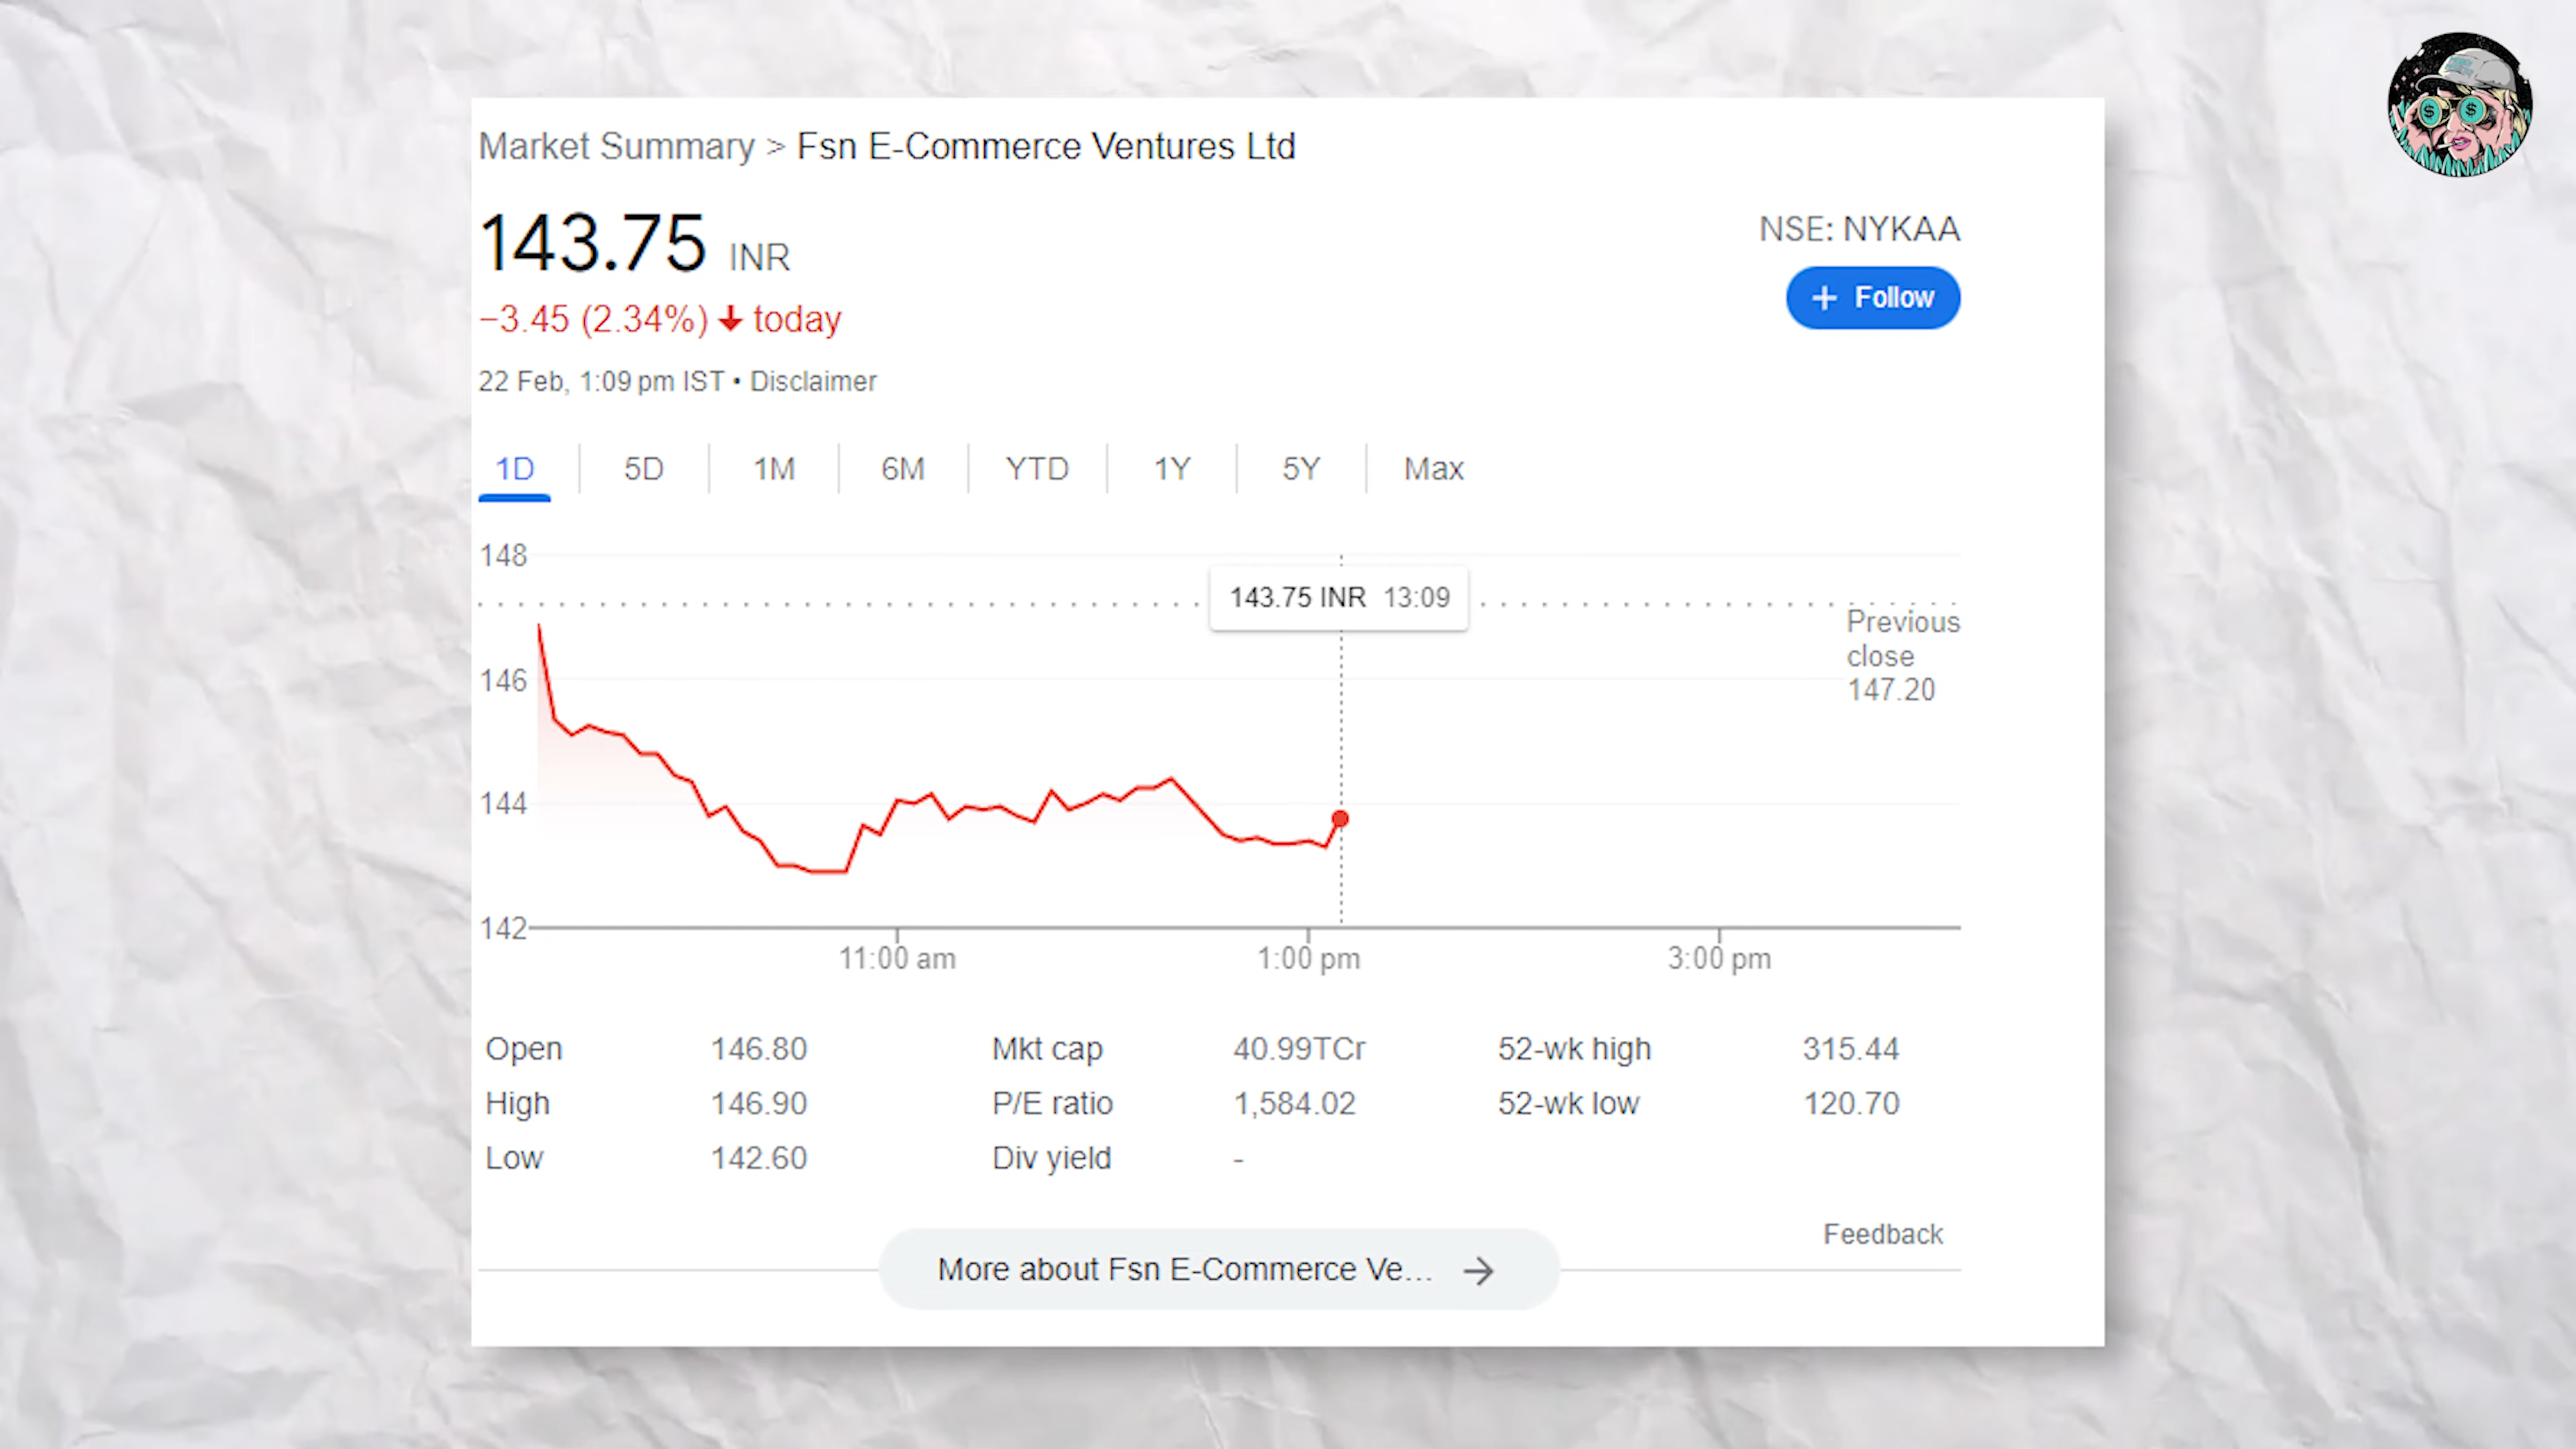 Market Summary > Fsn E-Commerce Ventures Ltd
143.75 INR
NSE: NYKAA
−3.45 (2.34%) today
+ Follow
22 Feb, 1:09 pm IST • Disclaimer
1D 5D 1M 6M YTD 1Y 5Y Max
148
143.75 INR 13:09
Previous
close
147.20
146
144
142
11:00 am 1:00 pm 3:00 pm
Open 146.80 Mkt cap 40.99TCr 52-wk high 315.44
High 146.90 P/E ratio 1,584.02 52-wk low 120.70
Low 142.60 Div yield -
Feedback
More about Fsn E-Commerce Ve...